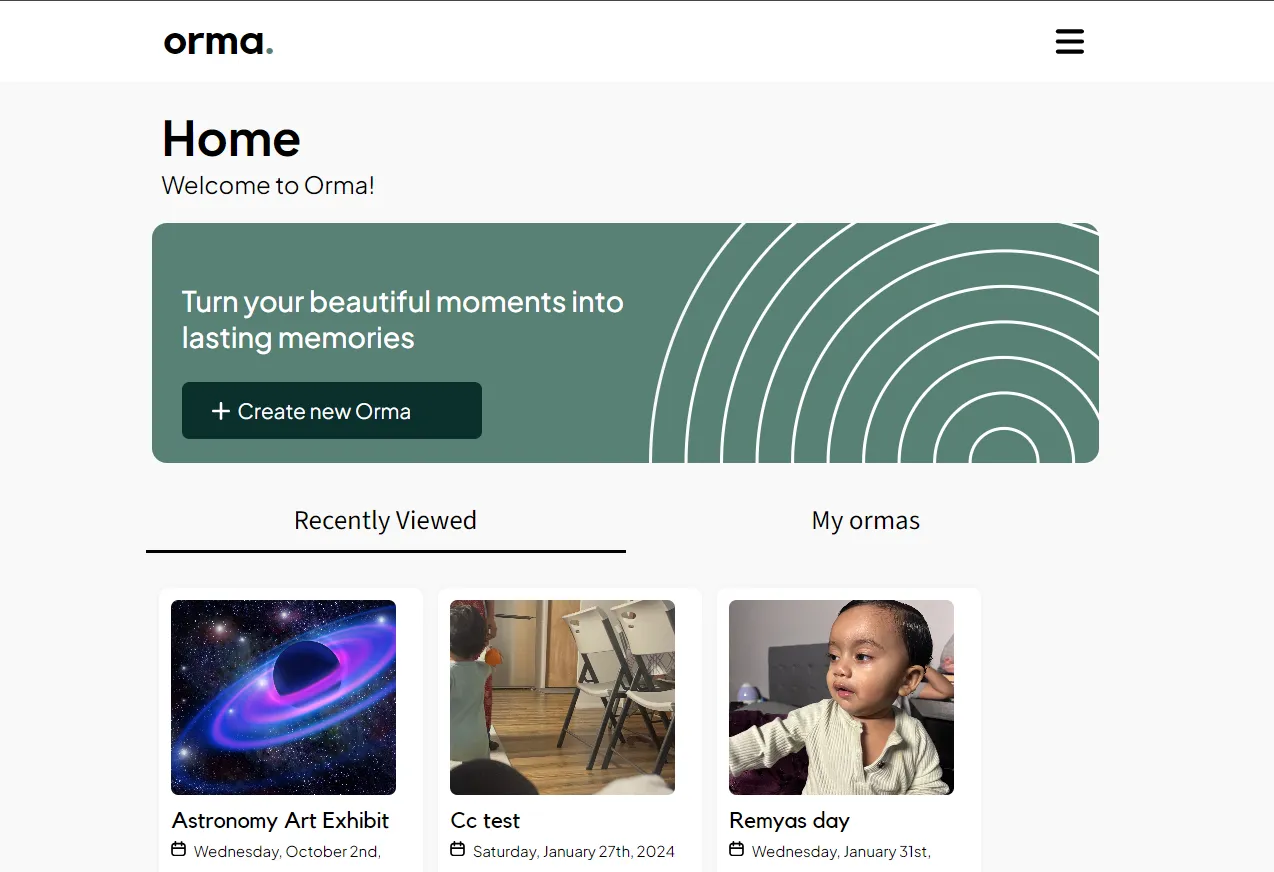 orma.
Home
Welcome to Orma!
Turn your beautiful moments into
lasting memories
+ Create new Orma
Recently Viewed
My ormas
Astronomy Art Exhibit
Wednesday, October 2nd,
Cc test
Saturday, January 27th, 2024
Remyas day
Wednesday, January 31st,